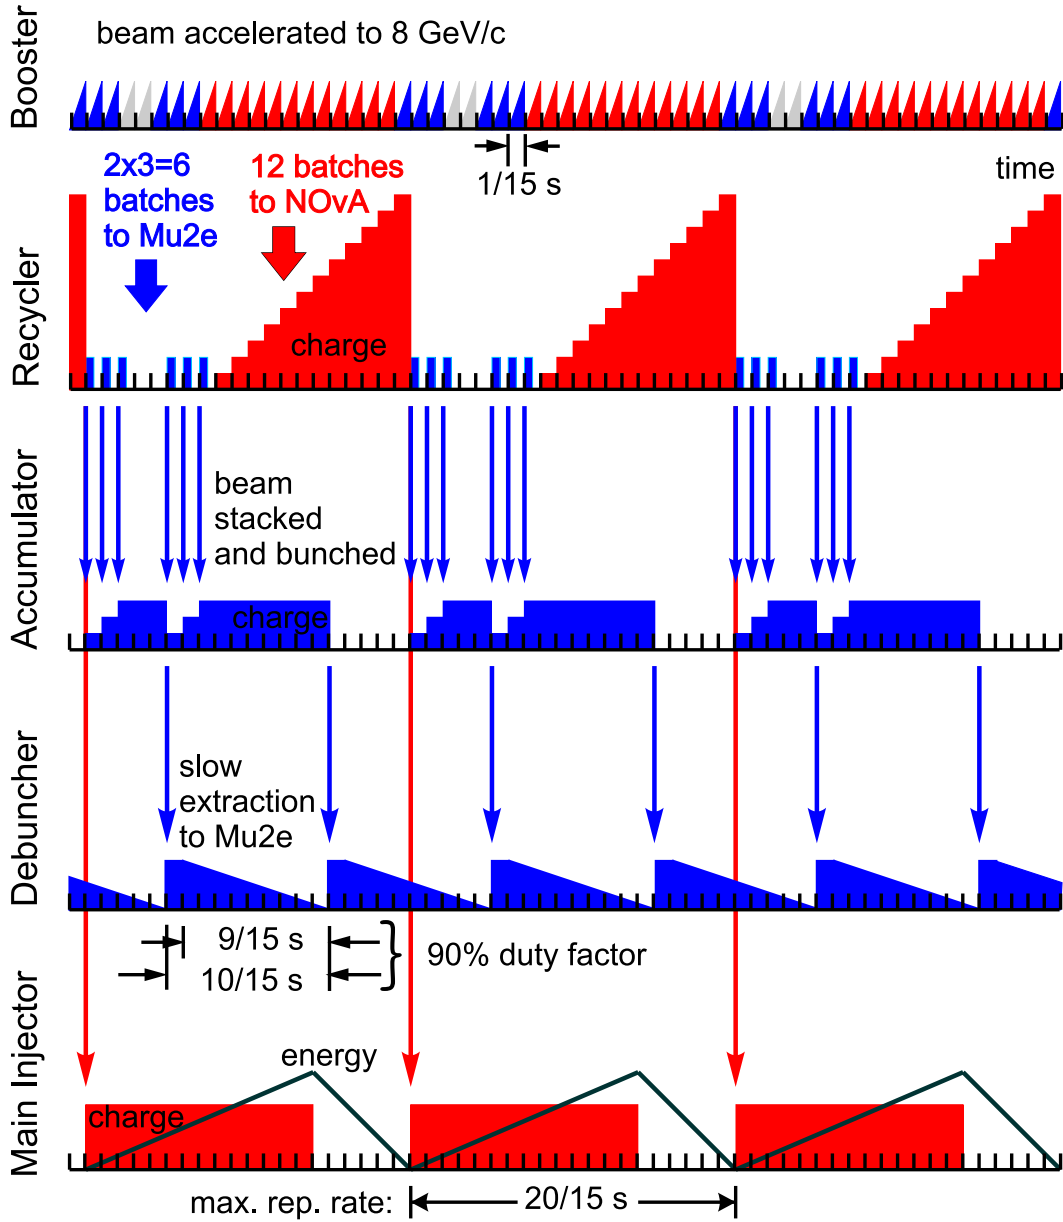 Booster
beam accelerated to 8 GeV/c
1/15 s
time
Recycler
2x3=6
batches
to Mu2e
12 batches
to NOvA
charge
Accumulator
beam
stacked
and bunched
charge
Debuncher
slow
extraction
to Mu2e
9/15 s
10/15 s
90% duty factor
Main Injector
energy
charge
max. rep. rate:
20/15 s